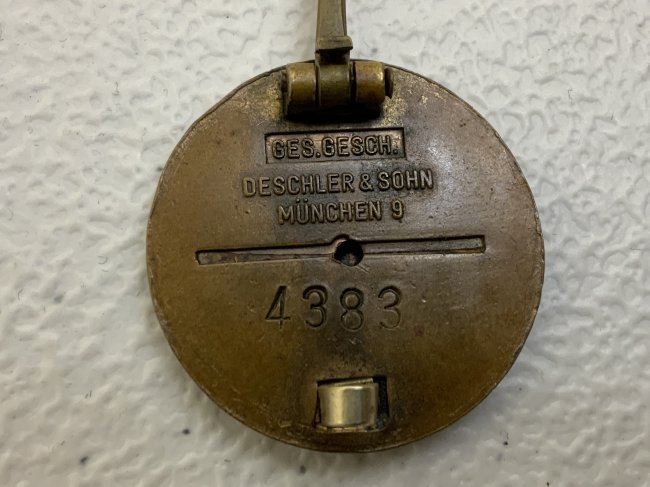 GES.GESCH.
DESCHLER & SOHN
MÜNCHEN 9
4383